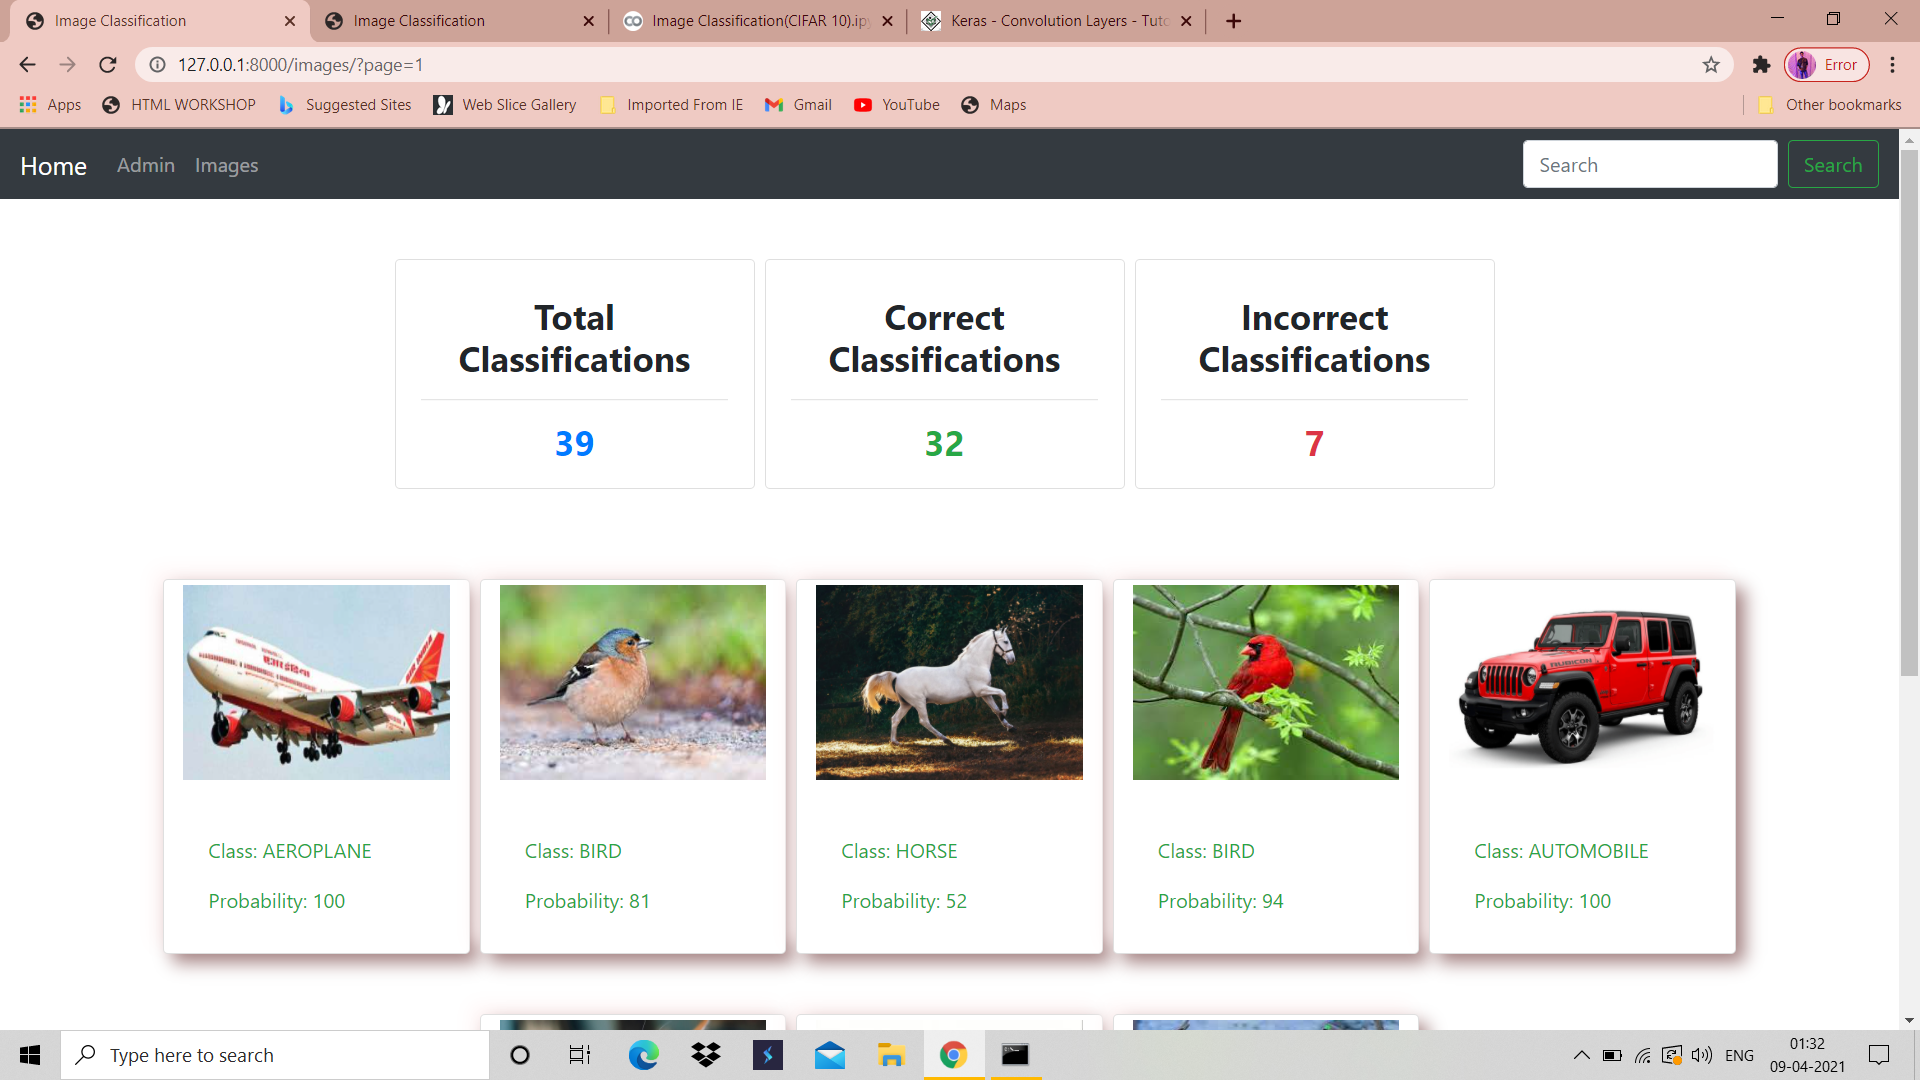 Image Classification
Image Classification
Image Classification(CIFAR 10).ip
Keras - Convolution Layers - Tuto
127.0.0.1:8000/images/?page=1
Error
Apps
HTML WORKSHOP
Suggested Sites
Web Slice Gallery
Imported From IE
Gmail
YouTube
Maps
Other bookmarks
Home
Admin
Images
Search
Search
Total
Classifications
39
Correct
Classifications
32
Incorrect
Classifications
7
RUBICON
Class: AEROPLANE
Probability: 100
Class: BIRD
Probability: 81
Class: HORSE
Probability: 52
Class: BIRD
Probability: 94
Class: AUTOMOBILE
Probability: 100
Type here to search
ENG
01:32
09-04-2021